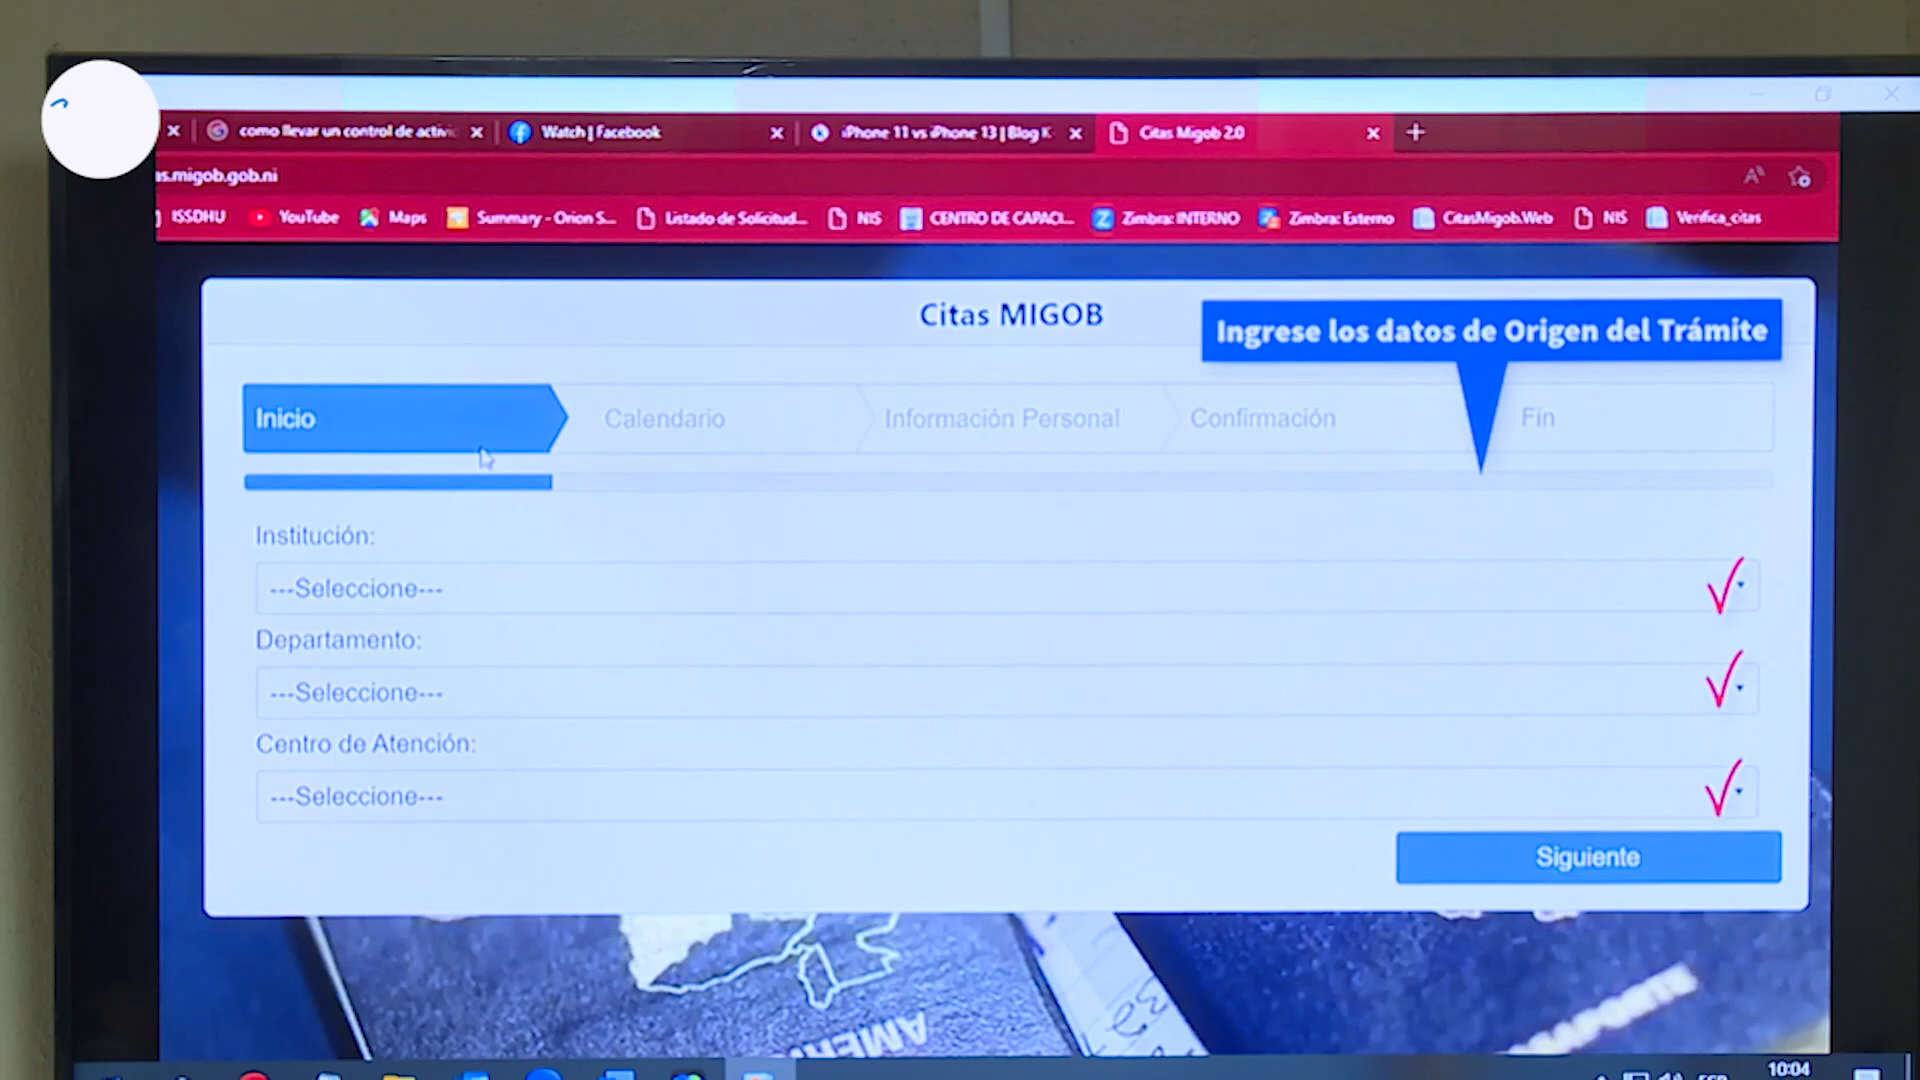 como llevar un control de activi
Watch | Facebook
iPhone 11 vs iPhone 13 | Blog K
Citas Migob 2.0
as.migob.gob.ni
ISSDHU
YouTube
Maps
Summary - Orion S...
Listado de Solicitud...
NIS
CENTRO DE CAPACI...
Zimbra: INTERNO
Zimbra: Externo
CitasMigob.Web
NIS
Verifica_citas
Citas MIGOB
Ingrese los datos de Origen del Trámite
Inicio
Calendario
Información Personal
Confirmación
Fin
Institución:
---Seleccione---
Departamento:
---Seleccione---
Centro de Atención:
---Seleccione---
Siguiente
AMERI
10:04